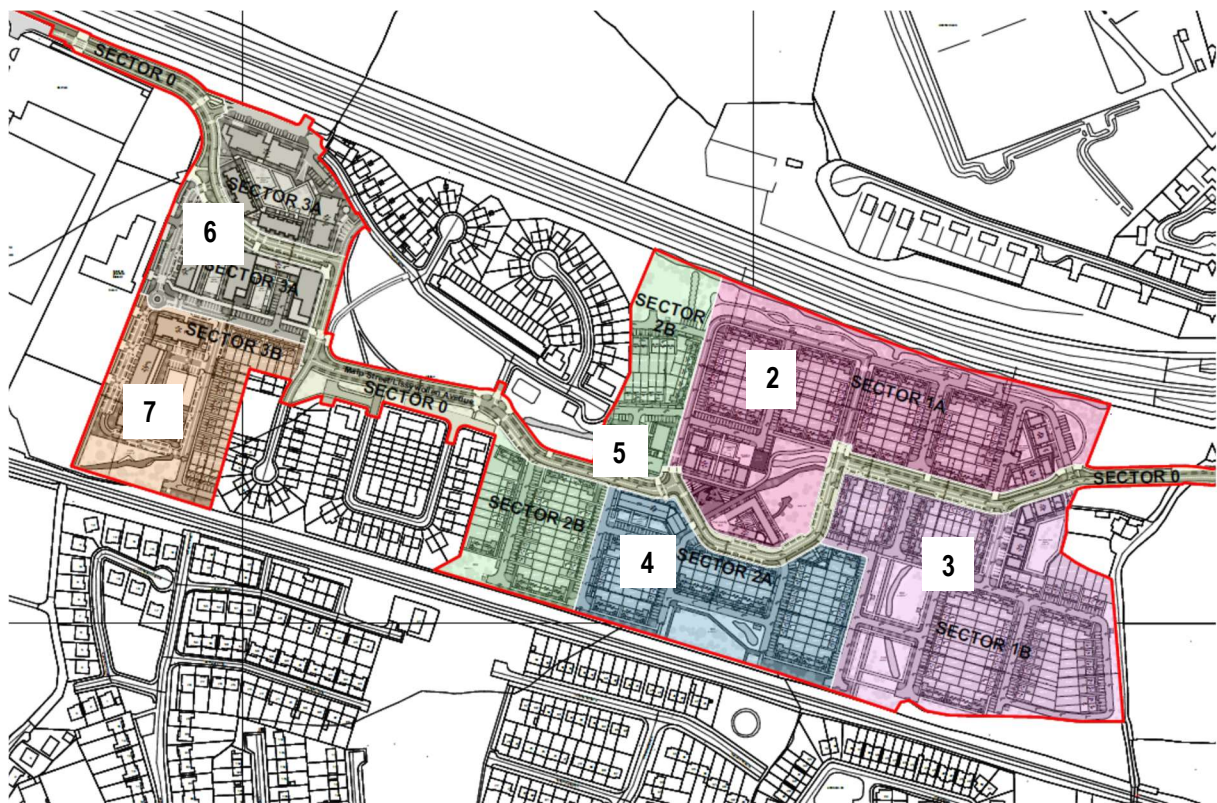 SECTOR 0
SECTOR 3A
6
SECTOR 3A
SECTOR 3B
7
SECTOR 0
SECTOR
2B
2
SECTOR 1A
5
SECTOR 0
SECTOR 2B
4
SECTOR 2A
3
SECTOR 1B